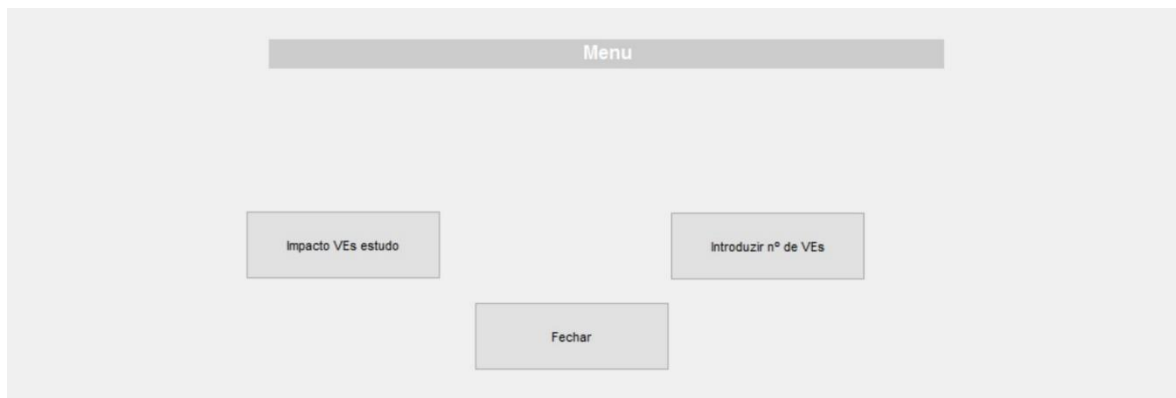 Menu
Impacto VEs estudo
Introduzir nº de VEs
Fechar